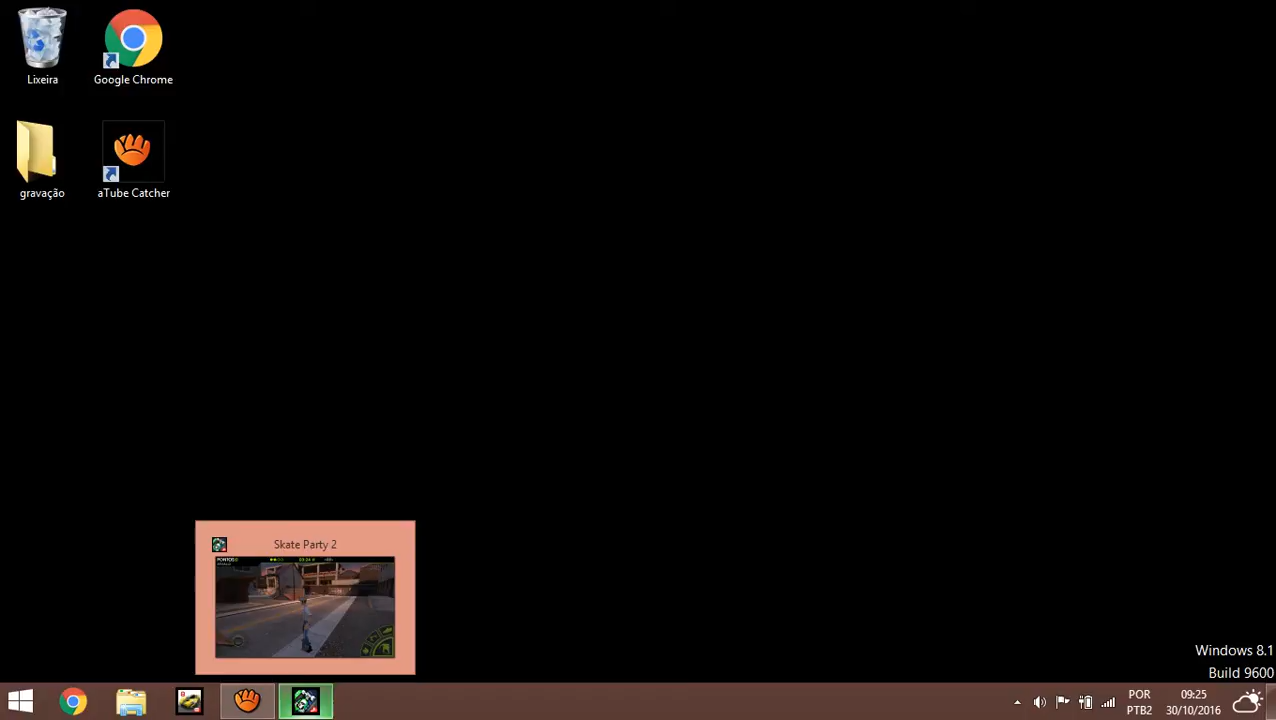 Lixeira
Google Chrome
gravação
aTube Catcher
Skate Party 2
PONTOS:
Windows 8.1
Build 9600
POR
PTB2
09:25
30/10/2016